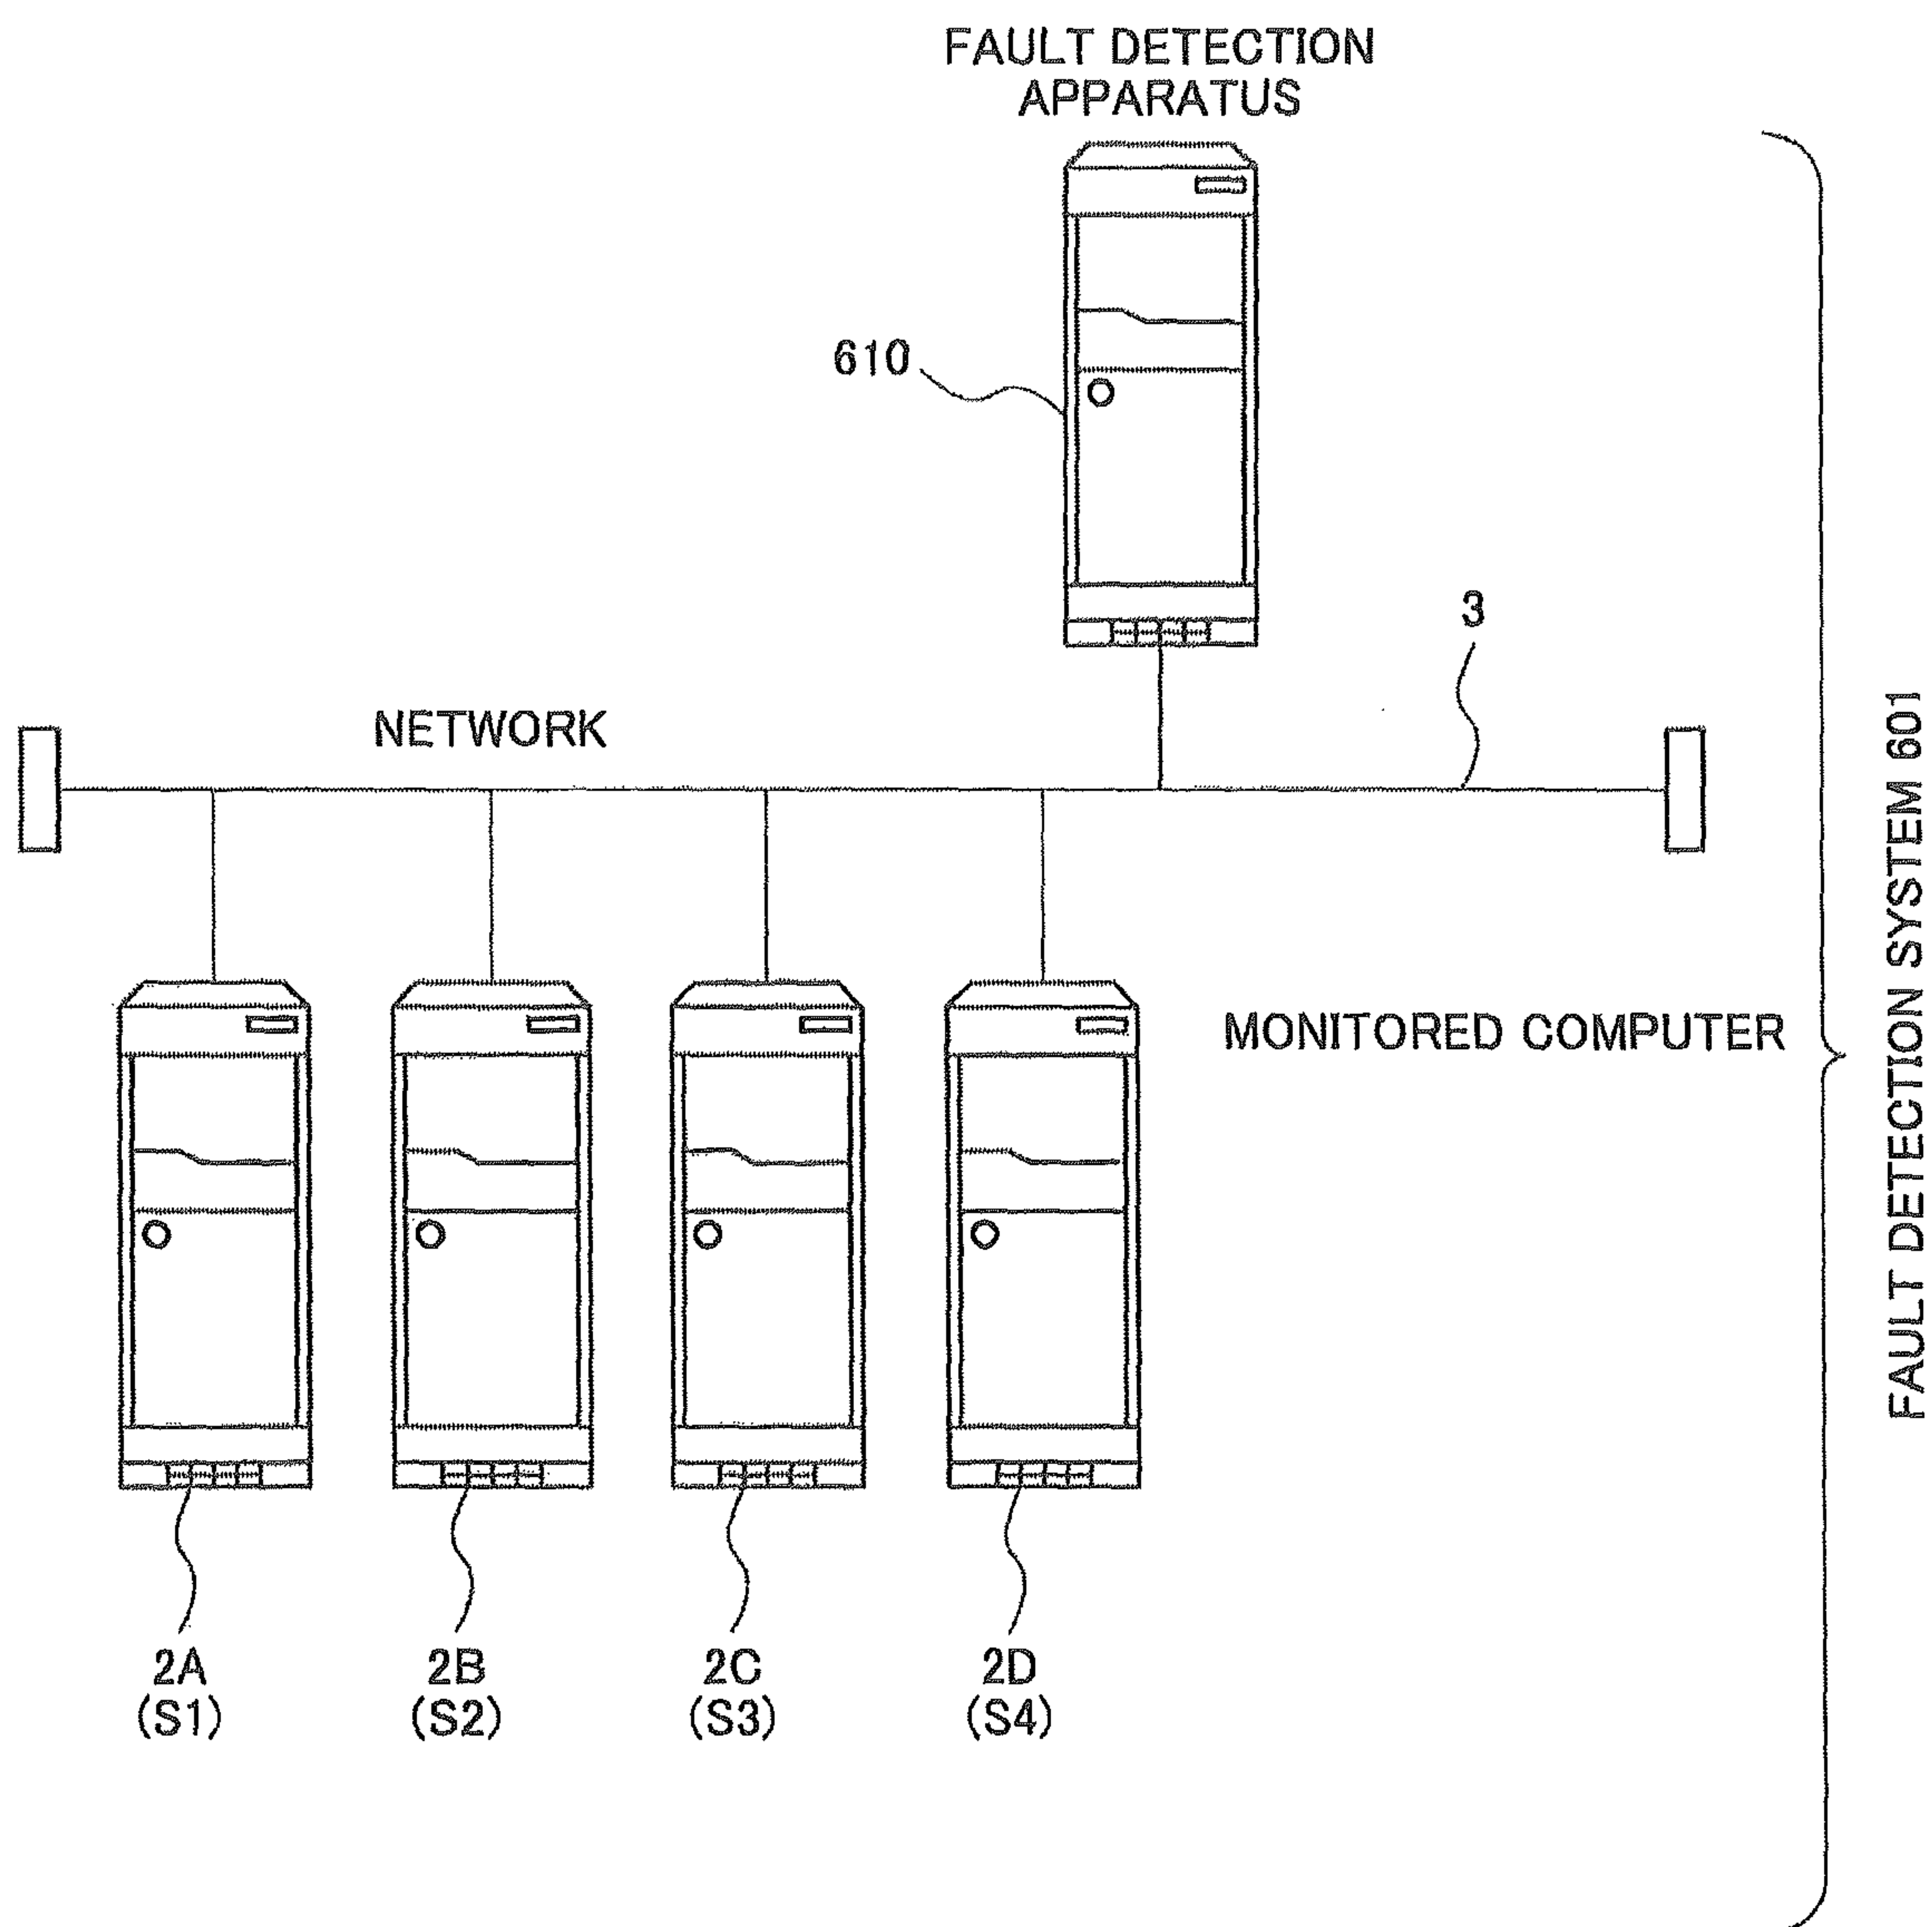 FAULT DETECTION
APPARATUS
610
3
NETWORK
MONITORED COMPUTER
2A
(S1)
2B
(S2)
2C
(S3)
2D
(S4)
FAULT DETECTION SYSTEM 601